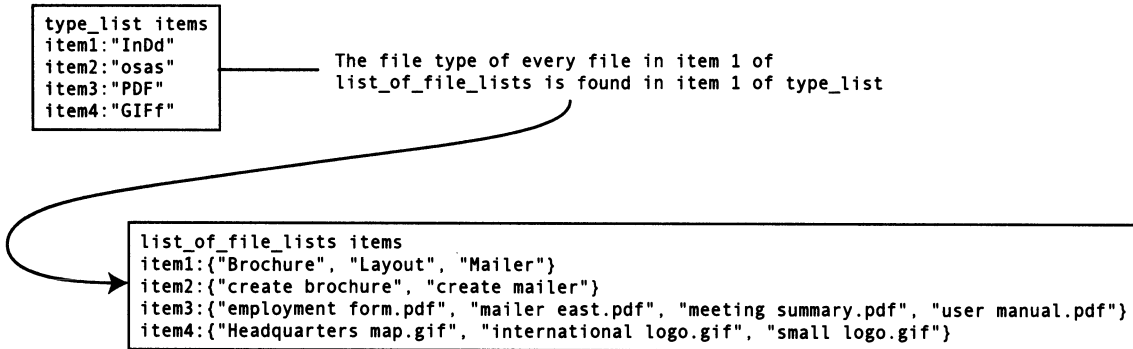 type_list items
item1:"InDd"
item2:"osas"
item3:"PDF"
item4:"GIFf"
The file type of every file in item 1 of
list_of_file_lists is found in item 1 of type_list
list_of_file_lists items
item1:{"Brochure", "Layout", "Mailer"}
item2:{"create brochure", "create mailer"}
item3:{"employment form.pdf", "mailer east.pdf", "meeting summary.pdf", "user manual.pdf"}
item4:{"Headquarters map.gif", "international logo.gif", "small logo.gif"}